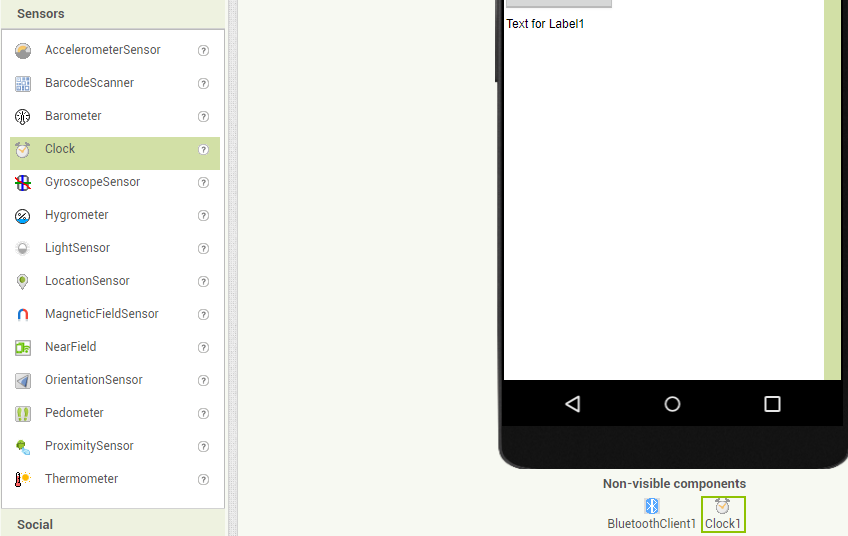 Sensors
AccelerometerSensor ?
BarcodeScanner ?
Barometer ?
Clock ?
GyroscopeSensor ?
Hygrometer ?
LightSensor ?
LocationSensor ?
MagneticFieldSensor ?
NearField ?
OrientationSensor ?
Pedometer ?
ProximitySensor ?
Thermometer ?
Social
Text for Label1
Non-visible components
BluetoothClient1 Clock1